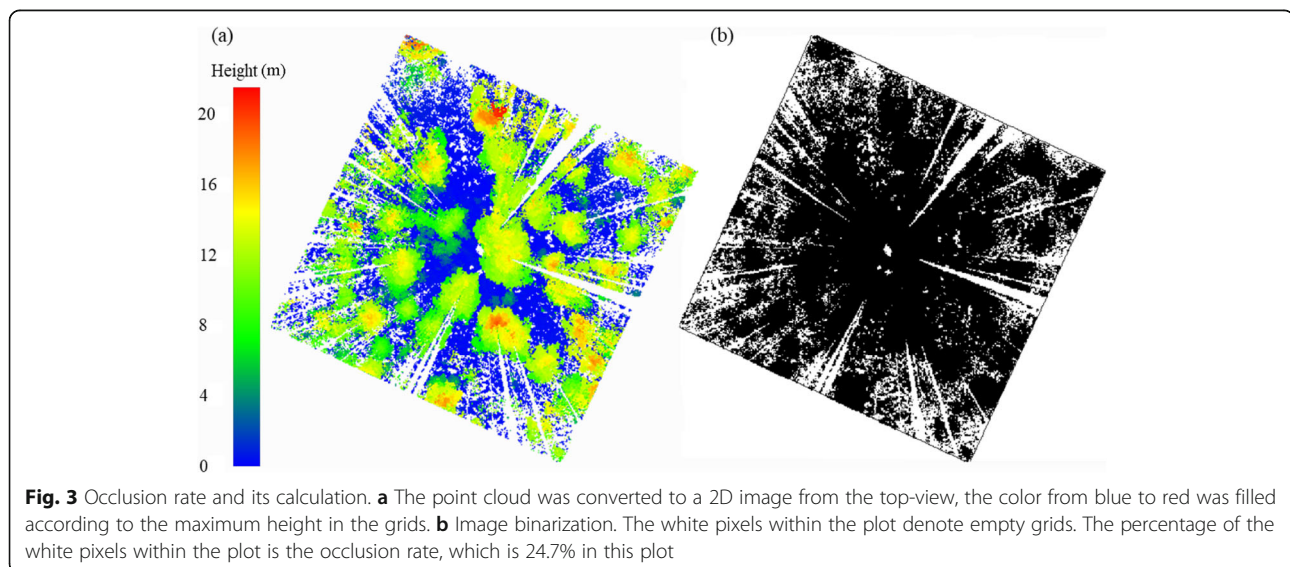 (a)
(b)
Height (m)
20
16
12
8
4
0
Fig. 3 Occlusion rate and its calculation. a The point cloud was converted to a 2D image from the top-view, the color from blue to red was filled
according to the maximum height in the grids. b Image binarization. The white pixels within the plot denote empty grids. The percentage of the
white pixels within the plot is the occlusion rate, which is 24.7% in this plot